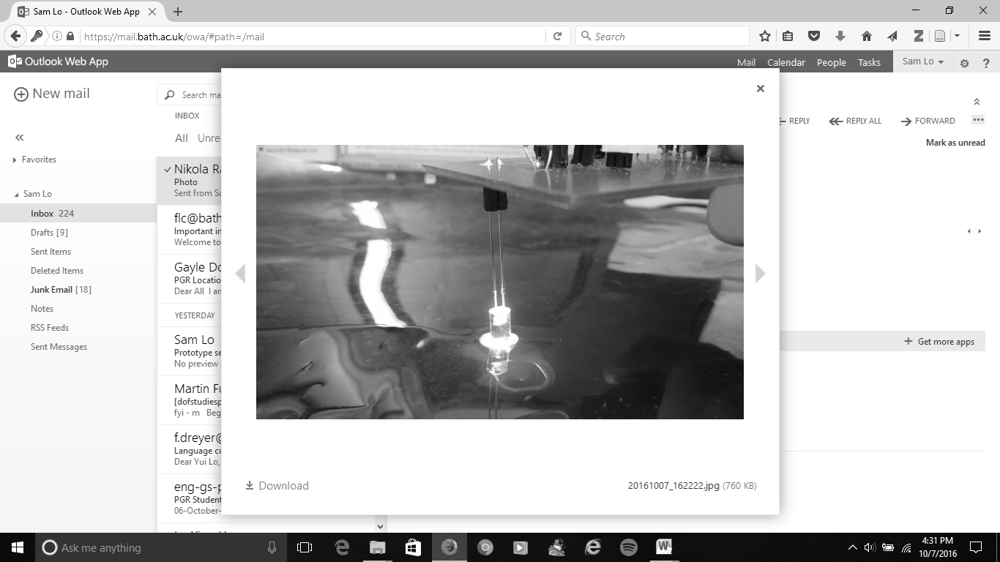 Sam Lo - Outlook Web App
https://mail.bath.ac.uk/owa/#path=/mail
Search
Outlook Web App
Mail Calendar People Tasks Sam Lo
New mail
Search ma
INBOX
REPLY REPLY ALL FORWARD
All Unre
Mark as unread
Favorites
Nikola Ra
Photo
Sent from Sa
Sam Lo
Inbox 224
flc@bath
Important in
Welcome to
Drafts [9]
Sent Items
Deleted Items
Gayle Do
PGR Locatio
Dear All I an
Junk Email [18]
Notes
YESTERDAY
RSS Feeds
Sam Lo
Prototype se
No preview
Sent Messages
Get more apps
Martin Fu
[dofstudiesp
fyi - m Beg
f.dreyer@
Language co
Dear Yui Lo,
eng-gs-p
PGR Student
06-October-
Download
20161007_162222.jpg (760 KB)
Ask me anything
4:31 PM
10/7/2016